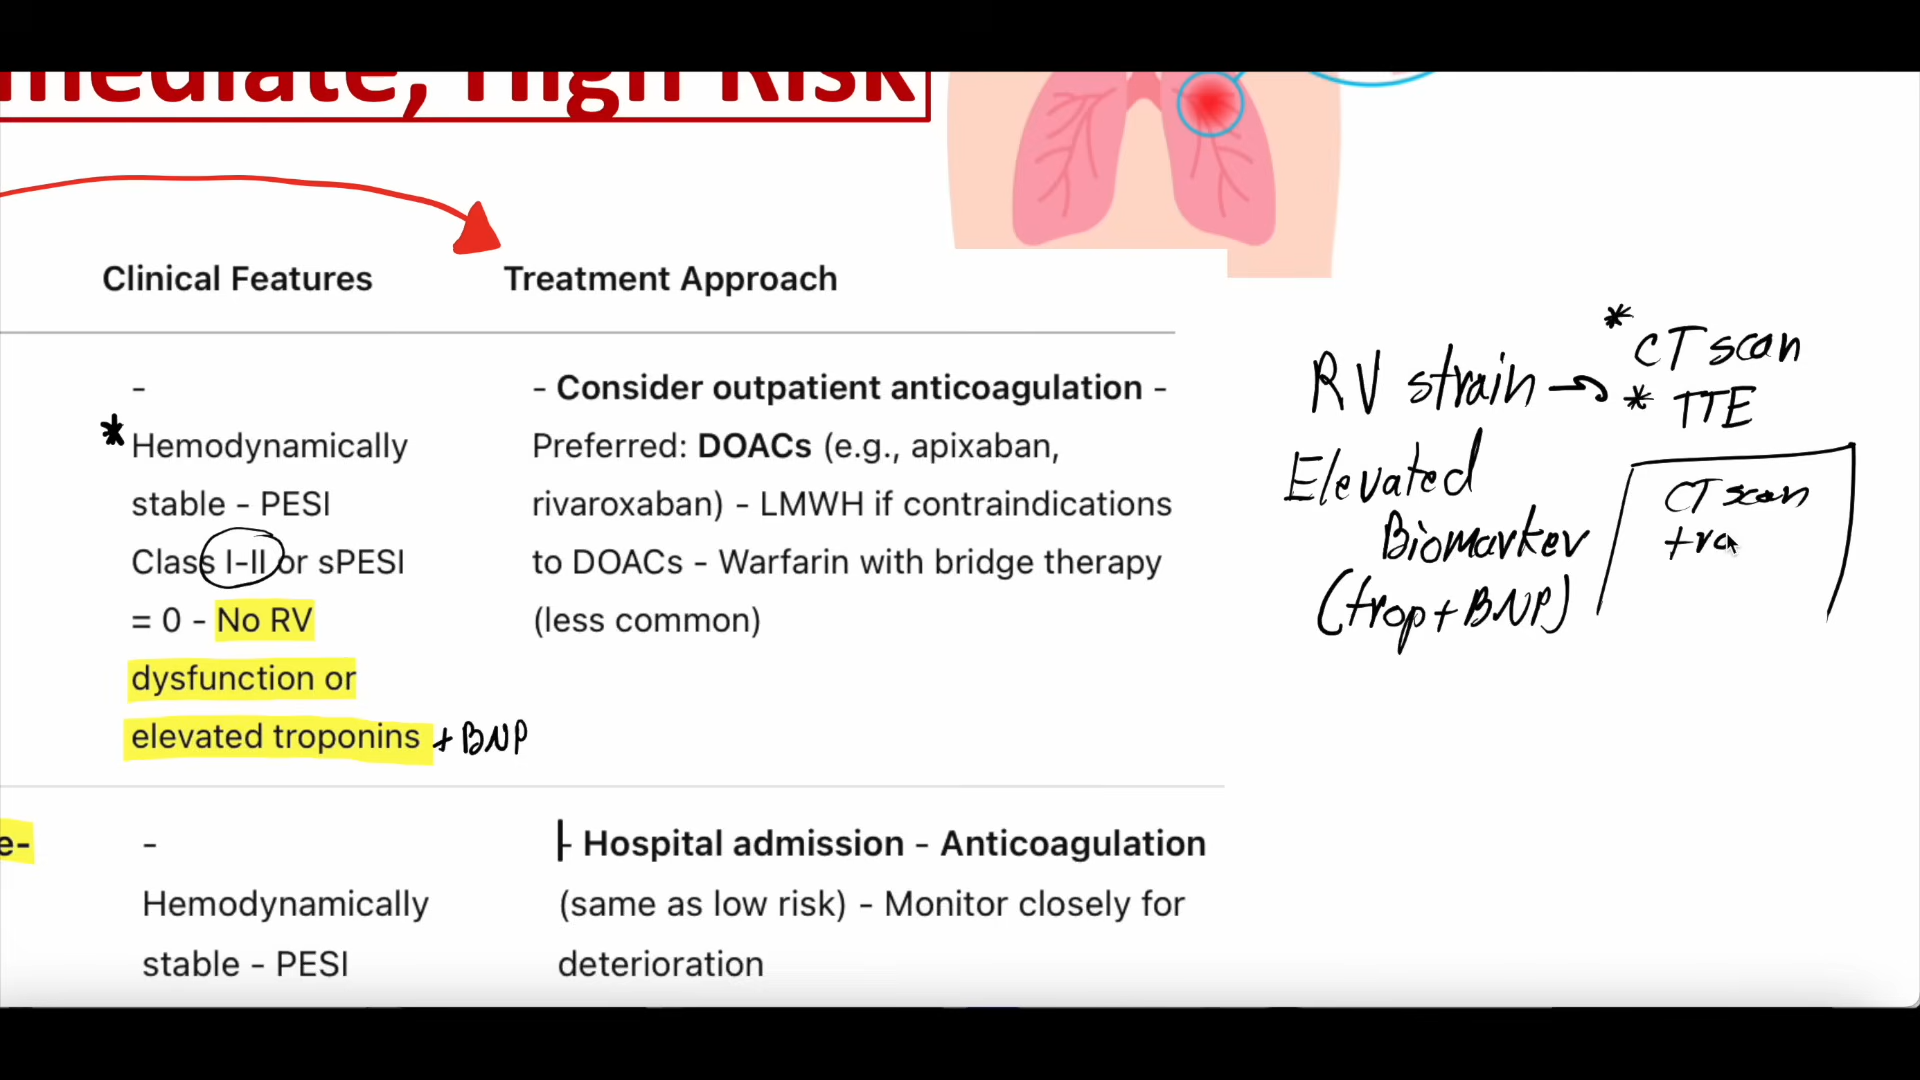 mediate, High Risk
Clinical Features
Treatment Approach
-
* Hemodynamically
stable - PESI
Class I-II or sPESI
= 0 - No RV
dysfunction or
elevated troponins + BNP
- Consider outpatient anticoagulation -
Preferred: DOACs (e.g., apixaban,
rivaroxaban) - LMWH if contraindications
to DOACs - Warfarin with bridge therapy
(less common)
e-
-
Hemodynamically
stable - PESI
- Hospital admission - Anticoagulation
(same as low risk) - Monitor closely for
deterioration
RV strain
* CT scan
* TTE
Elevated
Biomarker
(trop + BNP)
CT scan